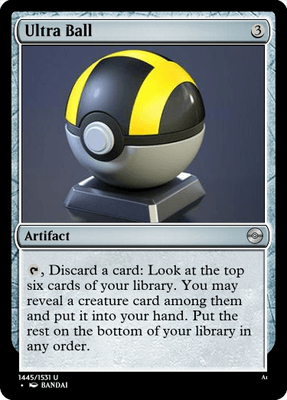 Ultra Ball 3
Artifact
, Discard a card: Look at the top
six cards of your library. You may
reveal a creature card among them
and put it into your hand. Put the
rest on the bottom of your library in
any order.
1445/1531 U
• BANDAI
Ai